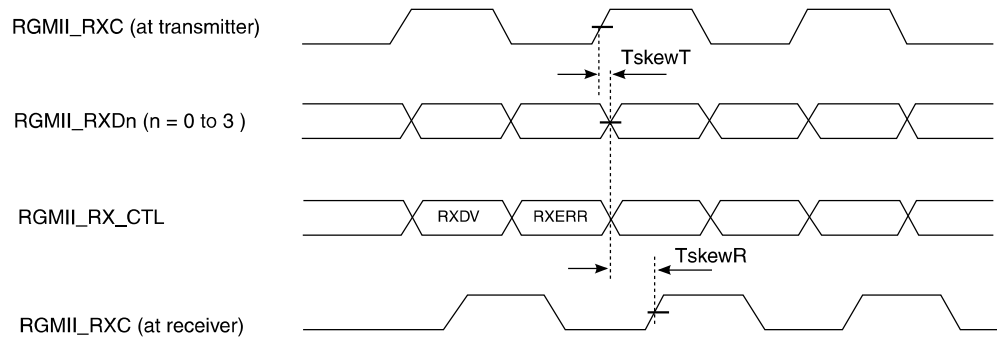 RGMII_RXC (at transmitter)
TskewT
RGMII_RXDn (n = 0 to 3 )
RGMII_RX_CTL
RXDV
RXERR
TskewR
RGMII_RXC (at receiver)